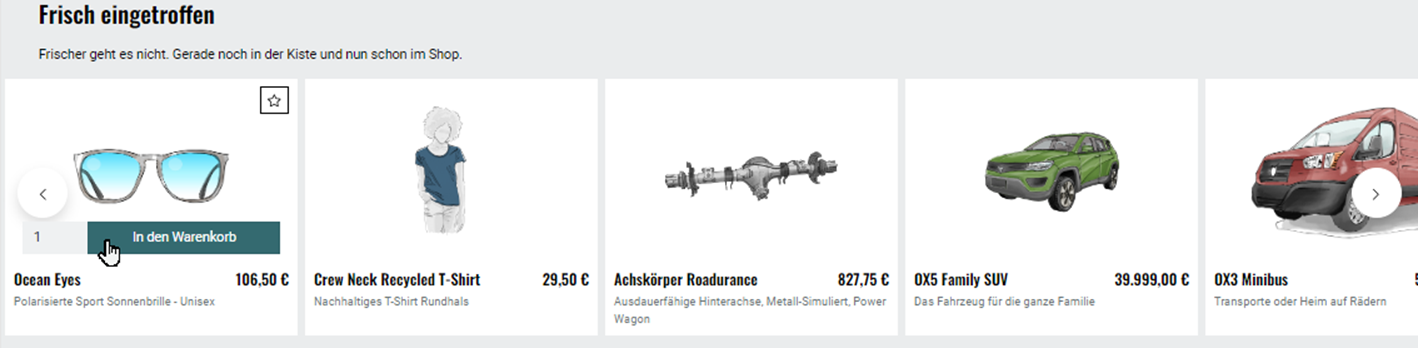 Frisch eingetroffen
Frischer geht es nicht. Gerade noch in der Kiste und nun schon im Shop.
1
In den Warenkorb
Ocean Eyes 106,50 €
Polarisierte Sport Sonnenbrille - Unisex
Crew Neck Recycled T-Shirt 29,50 €
Nachhaltiges T-Shirt Rundhals
Achskörper Roadurance 827,75 €
Ausdauerfähige Hinterachse, Metall-Simuliert, Power
Wagon
OX5 Family SUV 39.999,00 €
Das Fahrzeug für die ganze Familie
OX3 Minibus
Transporte oder Heim auf Rädern